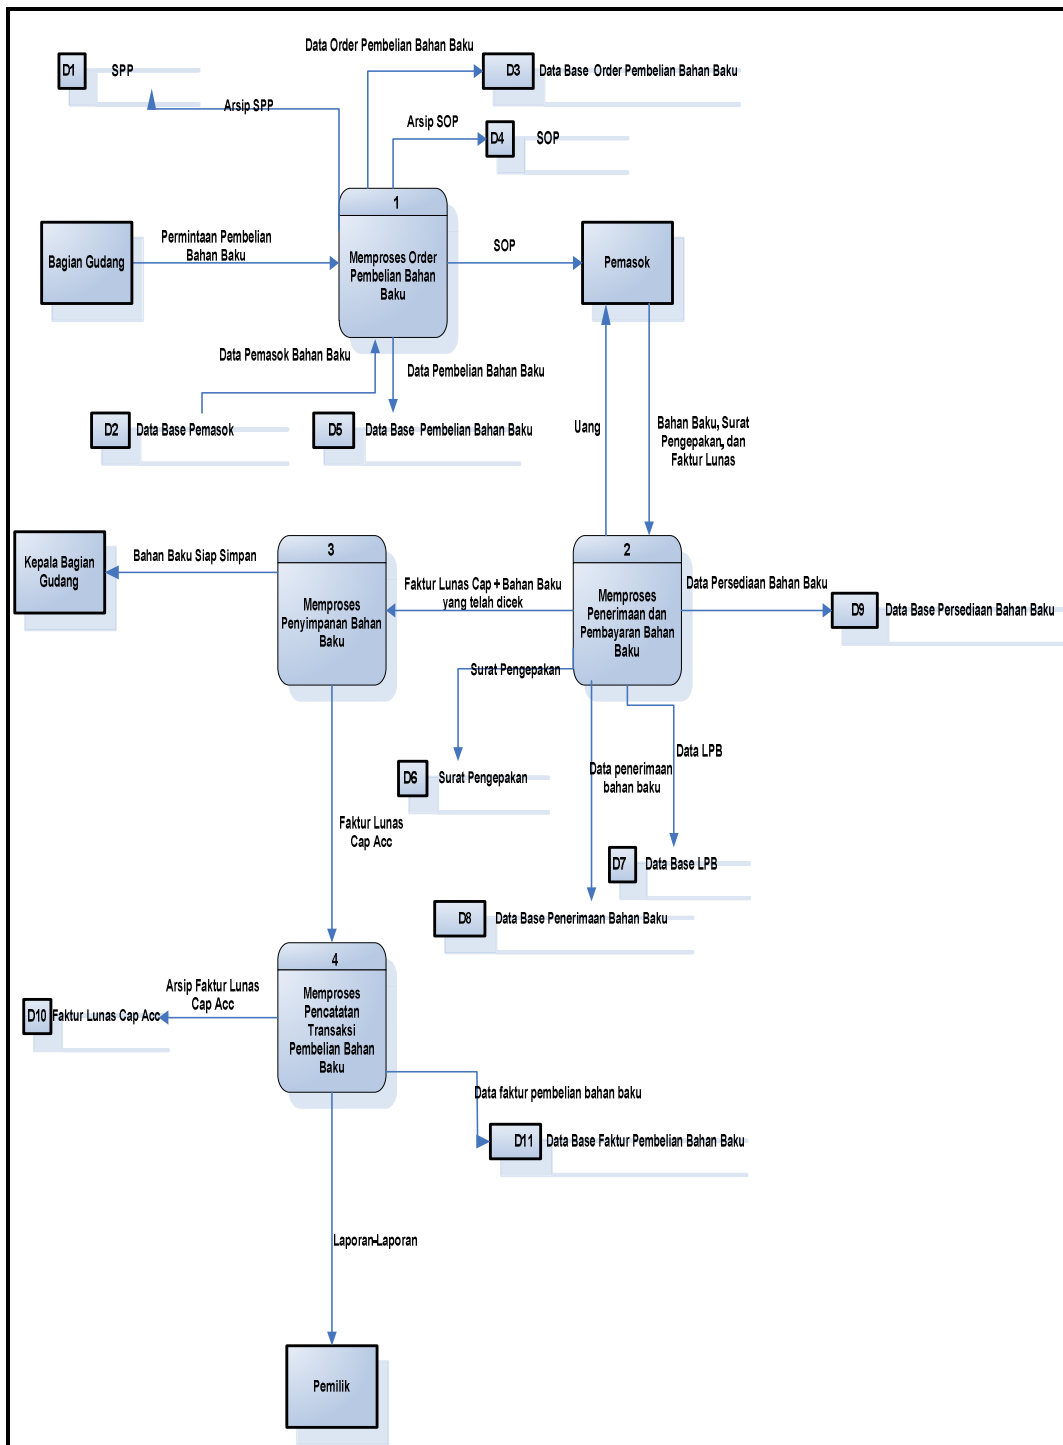 Data Order Pembelian Bahan Baku
D1 SPP
D3 Data Base Order Pembelian Bahan Baku
Arsip SPP
Arsip SOP
D4 SOP
1
Memproses Order
Pembelian Bahan
Baku
Bagian Gudang
Permintaan Pembelian
Bahan Baku
SOP
Pemasok
Data Pemasok Bahan Baku
Data Pembelian Bahan Baku
D2 Data Base Pemasok
D5 Data Base Pembelian Bahan Baku
Uang
Bahan Baku, Surat
Pengepakan, dan
Faktur Lunas
Kepala Bagian
Gudang
Bahan Baku Siap Simpan
3
Memproses
Penyimpanan Bahan
Baku
Faktur Lunas Cap + Bahan Baku
yang telah dicek
2
Memproses
Penerimaan dan
Pembayaran Bahan
Baku
Data Persediaan Bahan Baku
D9 Data Base Persediaan Bahan Baku
Surat Pengepakan
Data LPB
Data penerimaan
bahan baku
D6 Surat Pengepakan
Faktur Lunas
Cap Acc
D7 Data Base LPB
D8 Data Base Penerimaan Bahan Baku
4
Memproses
Pencatatan
Transaksi
Pembelian Bahan
Baku
Arsip Faktur Lunas
Cap Acc
D10 Faktur Lunas Cap Acc
Data faktur pembelian bahan baku
D11 Data Base Faktur Pembelian Bahan Baku
Laporan-Laporan
Pemilik